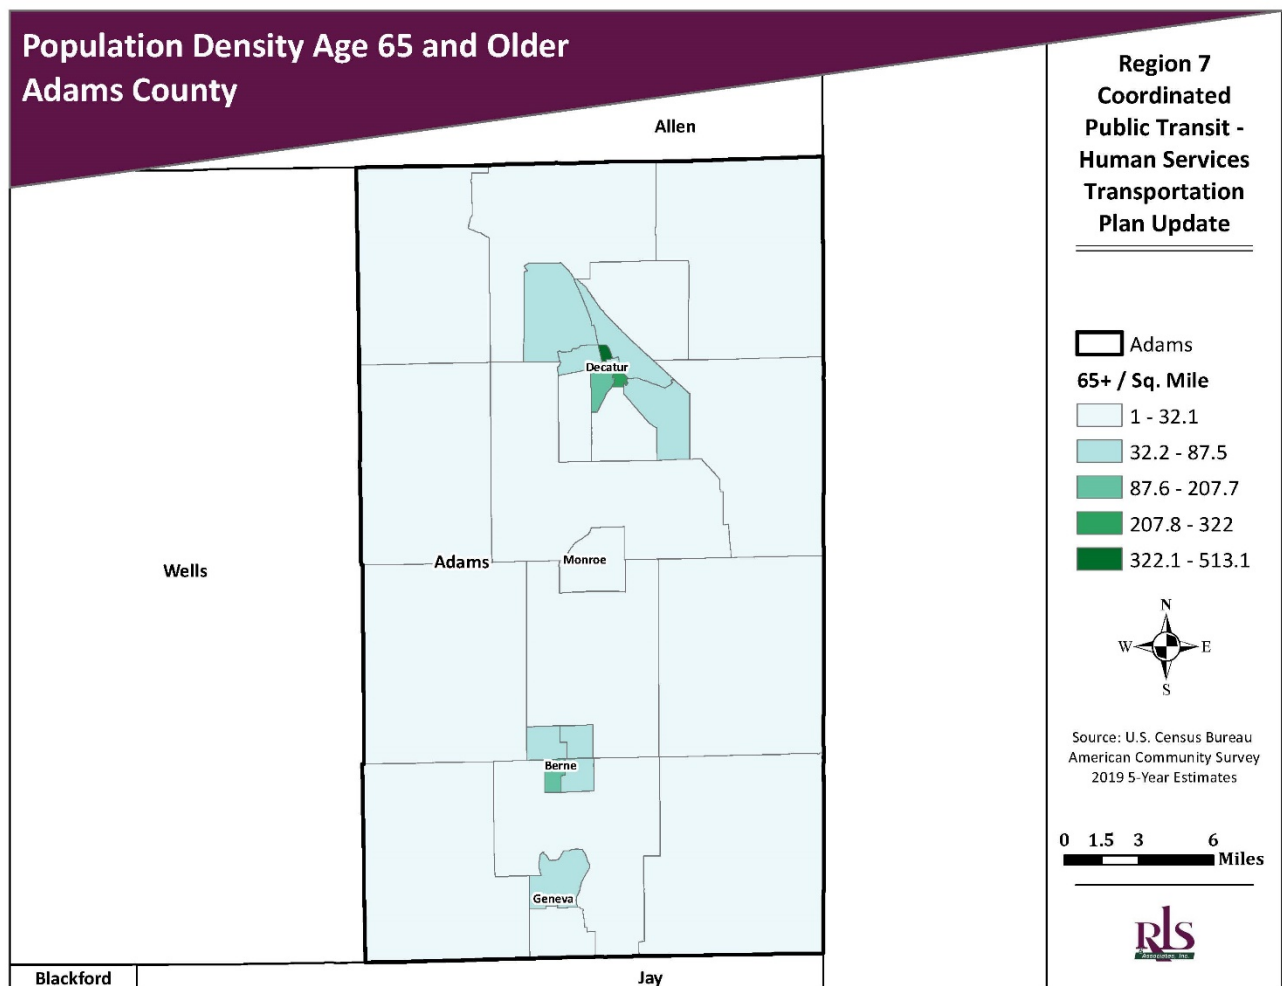 Population Density Age 65 and Older
Adams County
Allen
Decatur
Wells
Adams
Monroe
Berne
Geneva
Blackford
Jay
Region 7
Coordinated
Public Transit -
Human Services
Transportation
Plan Update
Adams
65+ / Sq. Mile
1 - 32.1
32.2 - 87.5
87.6 - 207.7
207.8 - 322
322.1 - 513.1
N
W E
S
Source: U.S. Census Bureau
American Community Survey
2019 5-Year Estimates
0 1.5 3 6
Miles
RLS
& Associates, Inc.